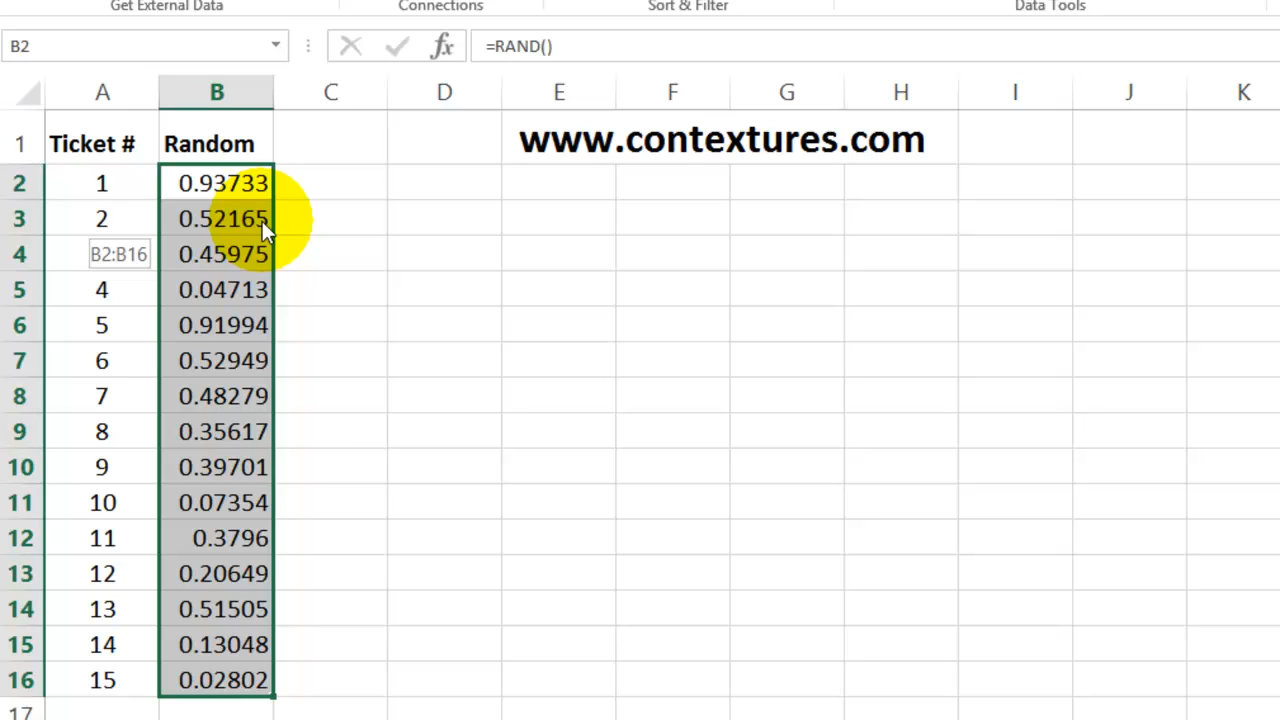 Get External Data Connections Sort & Filter Data Tools
B2 fx =RAND()
A B C D E F G H I J K
1 Ticket # Random www.contextures.com
2 1 0.93733
3 2 0.52165
4 B2:B16 0.45975
5 4 0.04713
6 5 0.91994
7 6 0.52949
8 7 0.48279
9 8 0.35617
10 9 0.39701
11 10 0.07354
12 11 0.3796
13 12 0.20649
14 13 0.51505
15 14 0.13048
16 15 0.02802
17